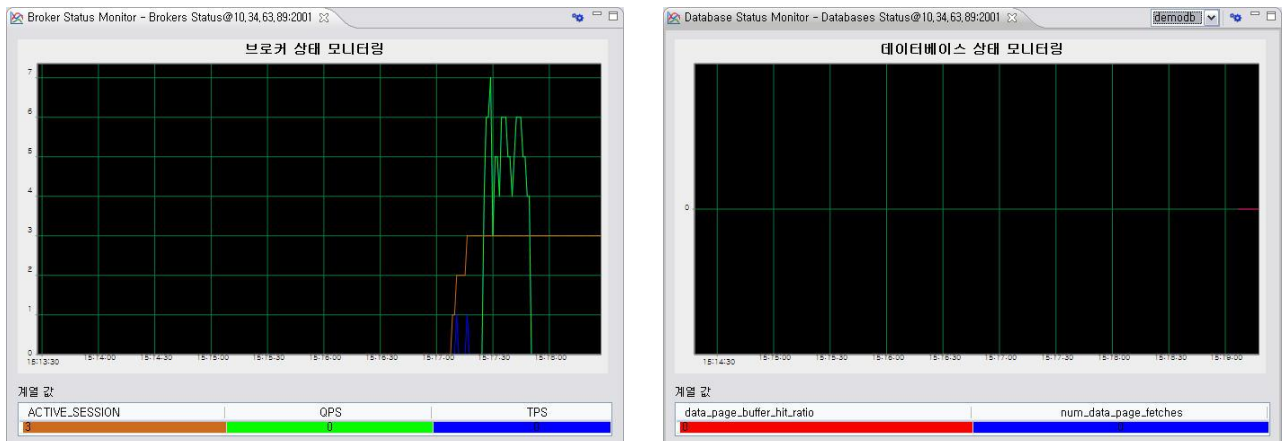 Broker Status Monitor - Brokers Status@10,34,63,89:2001
브로커 상태 모니터링
7
6
5
4
3
2
1
0
15:13:30 15:14:00 15:14:30 15:15:00 15:15:30 15:16:00 15:16:30 15:17:00 15:17:30 15:18:00
계열 값
ACTIVE_SESSION QPS TPS
3 0 0
Database Status Monitor - Databases Status@10,34,63,89:2001 demodb
데이터베이스 상태 모니터링
0
15:14:30 15:15:00 15:15:30 15:16:00 15:16:30 15:17:00 15:17:30 15:18:00 15:18:30 15:19:00
계열 값
data_page_buffer_hit_ratio num_data_page_fetches
0 0